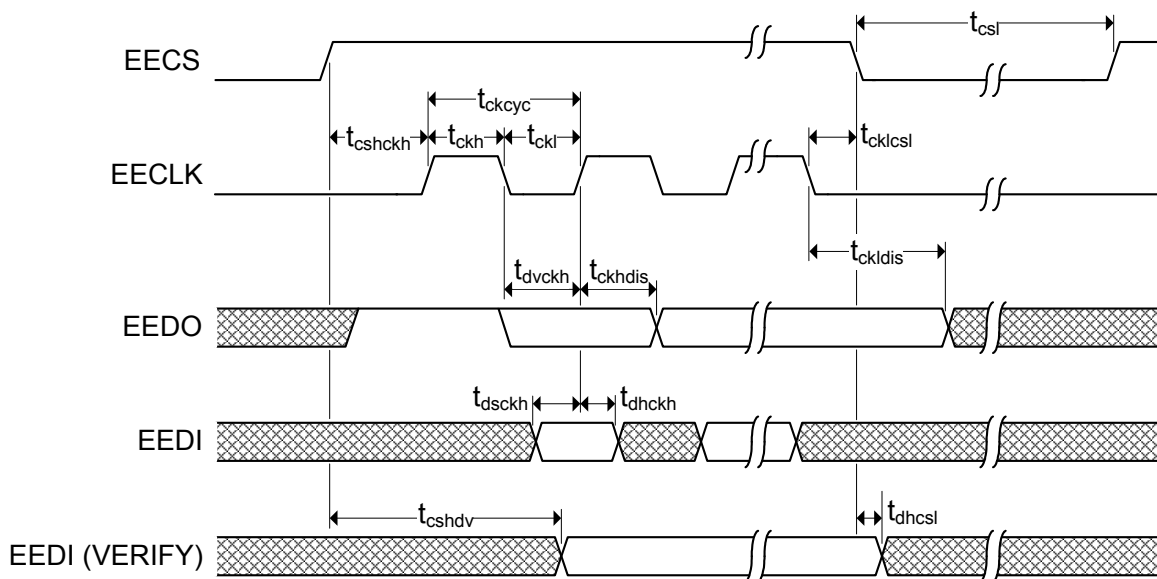 EECS
t_csl
t_ckcyc
t_cshckh t_ckh t_ckl t_cklcsl
EECLK
t_ckldis
t_dvckh t_ckhdis
EEDO
t_dsckh t_dhckh
EEDI
t_cshdv t_dhcsl
EEDI (VERIFY)